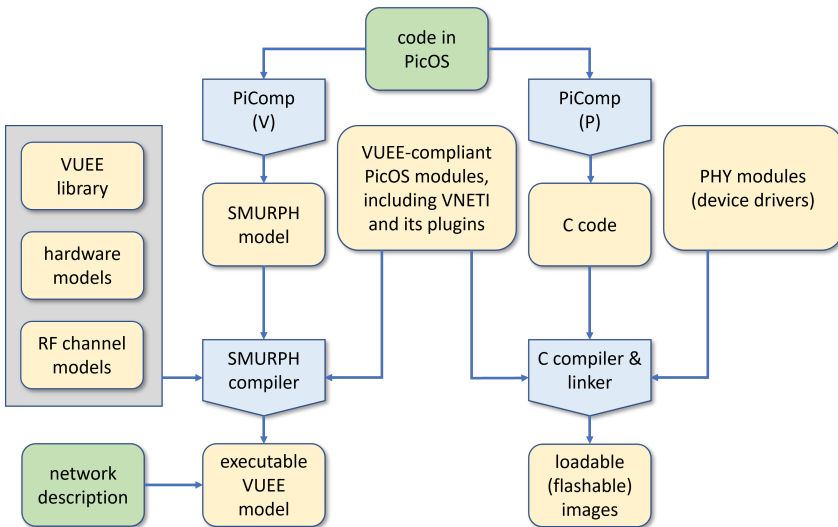 code in
PicOS
PiComp
(V)
PiComp
(P)
VUEE
library
hardware
models
RF channel
models
SMURPH
model
VUEE-compliant
PicOS modules,
including VNETI
and its plugins
C code
PHY modules
(device drivers)
SMURPH
compiler
C compiler &
linker
network
description
executable
VUEE
model
loadable
(flashable)
images